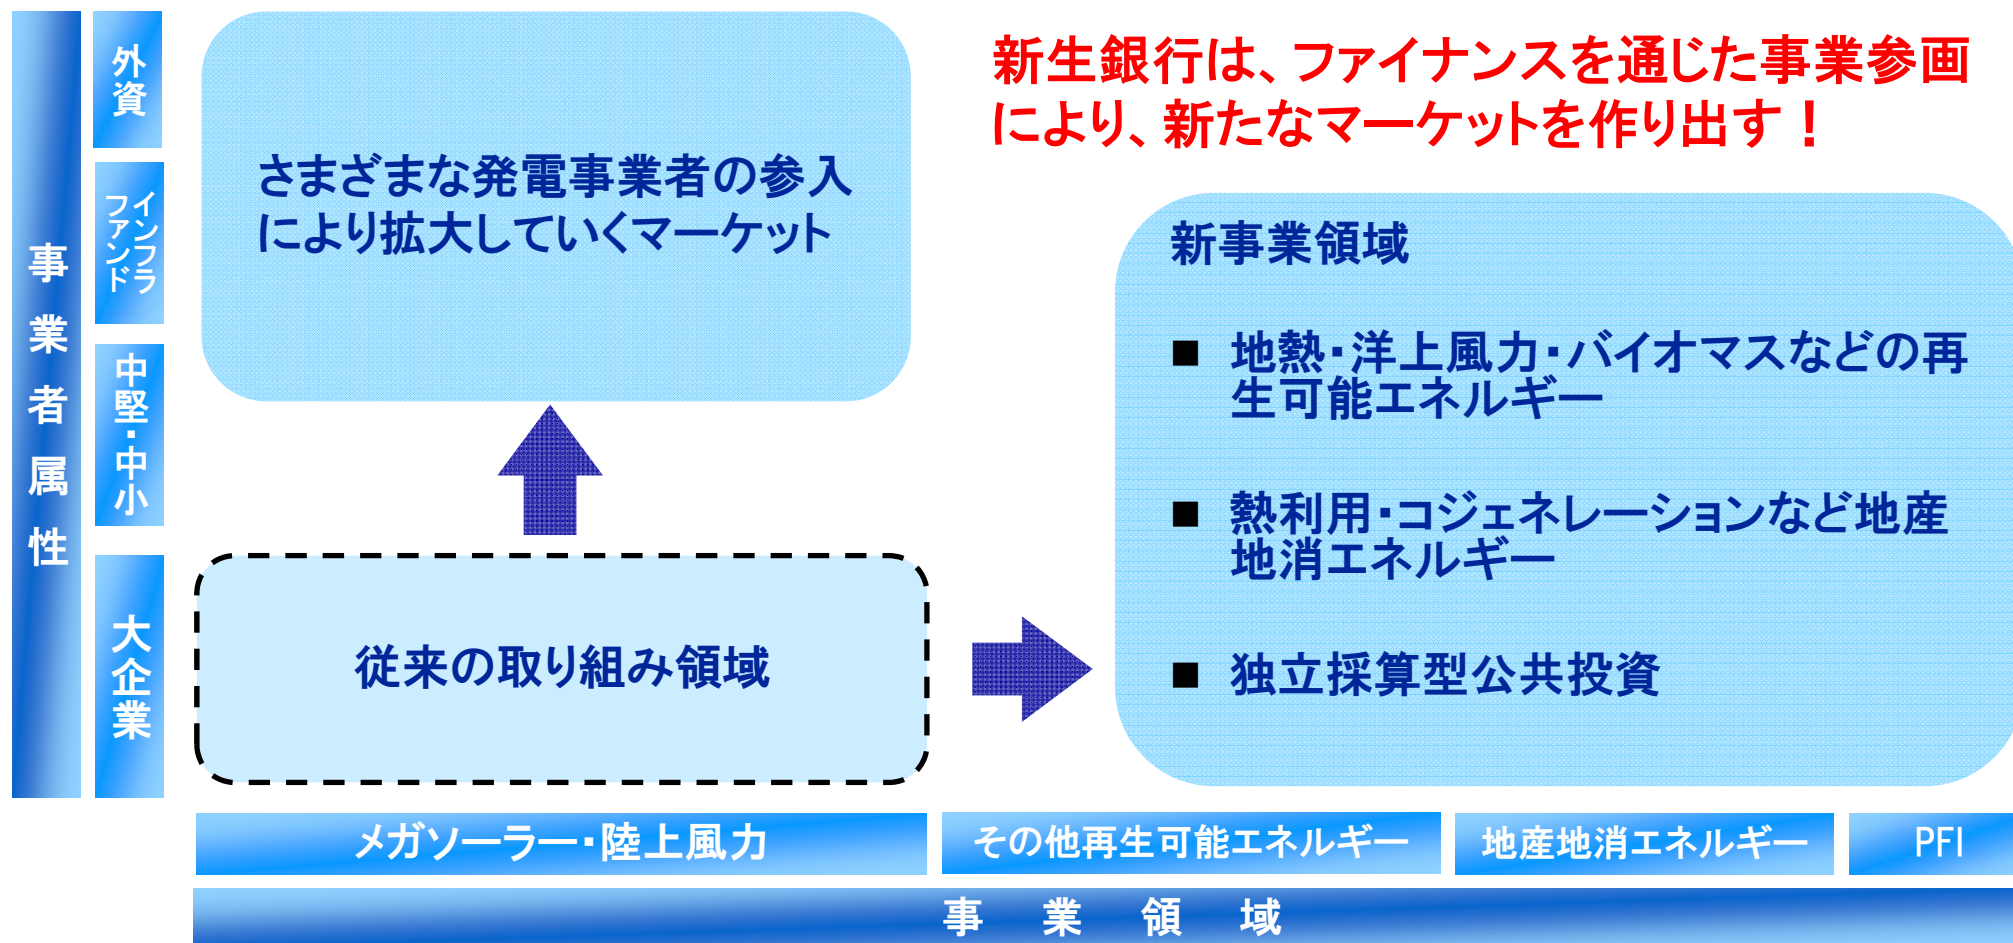 新生銀行は、ファイナンスを通じた事業参画
により、新たなマーケットを作り出す！
事業者属性
外資
インフラ
ファンド
中堅・中小
大企業
さまざまな発電事業者の参入
により拡大していくマーケット
従来の取り組み領域
新事業領域
■ 地熱・洋上風力・バイオマスなどの再
生可能エネルギー
■ 熱利用・コジェネレーションなど地産
地消エネルギー
■ 独立採算型公共投資
メガソーラー・陸上風力
その他再生可能エネルギー
地産地消エネルギー
PFI
事業領域